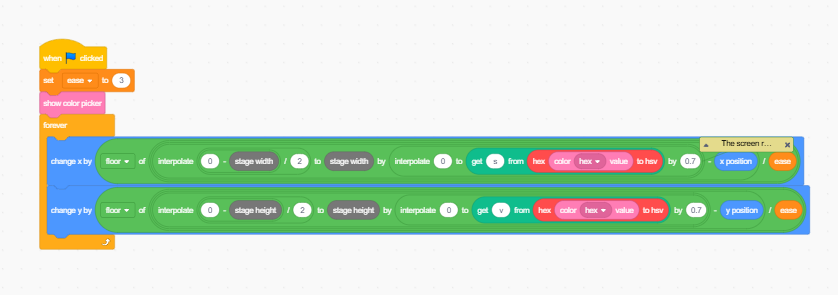 when clicked
set ease to 3
show color picker
forever
The screen r...
change x by floor of interpolate 0 - stage width / 2 to stage width by interpolate 0 to get s from hex color hex value to hsv by 0.7 - x position / ease
change y by floor of interpolate 0 - stage height / 2 to stage height by interpolate 0 to get v from hex color hex value to hsv by 0.7 - y position / ease